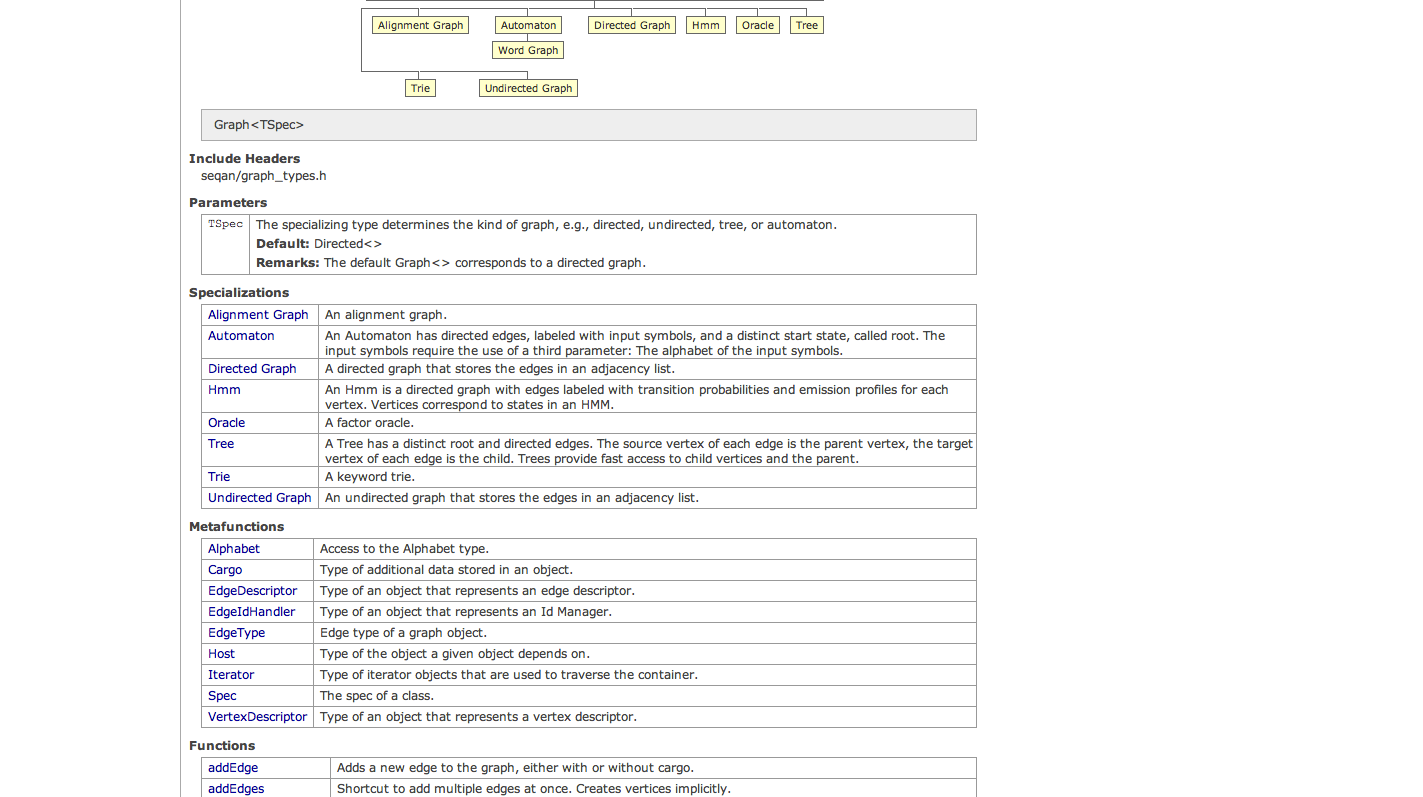 Alignment Graph Automaton Directed Graph Hmm Oracle Tree
Word Graph
Trie Undirected Graph
Graph<TSpec>
Include Headers
seqan/graph_types.h
Parameters
TSpec The specializing type determines the kind of graph, e.g., directed, undirected, tree, or automaton.
Default: Directed<>
Remarks: The default Graph<> corresponds to a directed graph.
Specializations
Alignment Graph An alignment graph.
Automaton An Automaton has directed edges, labeled with input symbols, and a distinct start state, called root. The
input symbols require the use of a third parameter: The alphabet of the input symbols.
Directed Graph A directed graph that stores the edges in an adjacency list.
Hmm An Hmm is a directed graph with edges labeled with transition probabilities and emission profiles for each
vertex. Vertices correspond to states in an HMM.
Oracle A factor oracle.
Tree A Tree has a distinct root and directed edges. The source vertex of each edge is the parent vertex, the target
vertex of each edge is the child. Trees provide fast access to child vertices and the parent.
Trie A keyword trie.
Undirected Graph An undirected graph that stores the edges in an adjacency list.
Metafunctions
Alphabet Access to the Alphabet type.
Cargo Type of additional data stored in an object.
EdgeDescriptor Type of an object that represents an edge descriptor.
EdgeIdHandler Type of an object that represents an Id Manager.
EdgeType Edge type of a graph object.
Host Type of the object a given object depends on.
Iterator Type of iterator objects that are used to traverse the container.
Spec The spec of a class.
VertexDescriptor Type of an object that represents a vertex descriptor.
Functions
addEdge Adds a new edge to the graph, either with or without cargo.
addEdges Shortcut to add multiple edges at once. Creates vertices implicitly.